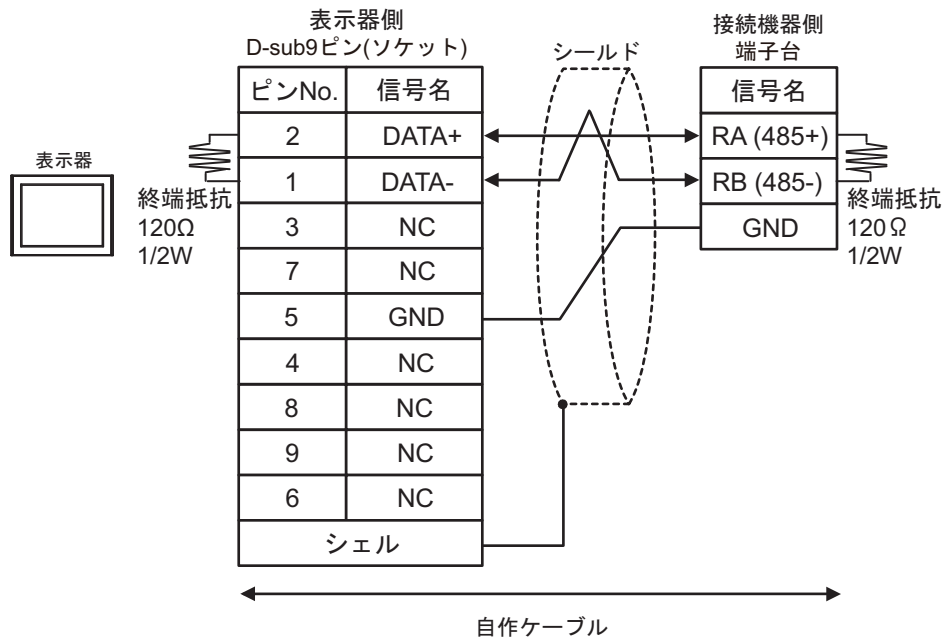 表示器側
D-sub9ピン(ソケット)
シールド
接続機器側
端子台
ピンNo. 信号名
信号名
2 DATA+
RA (485+)
表示器
1 DATA-
RB (485-)
終端抵抗
120Ω
1/2W
終端抵抗
120Ω
1/2W
3 NC
GND
7 NC
5 GND
4 NC
8 NC
9 NC
6 NC
シェル
自作ケーブル